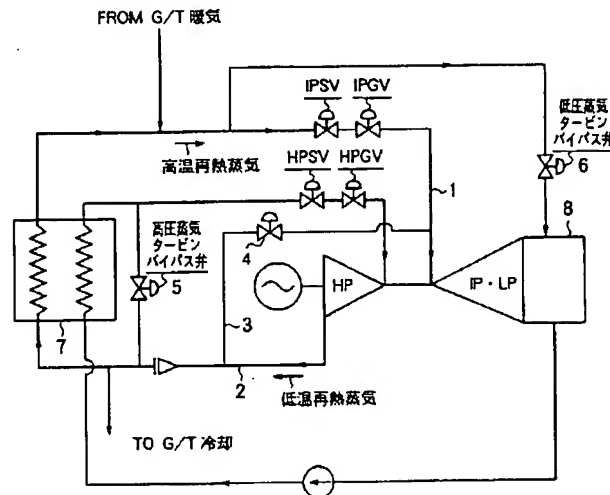 FROM G/T 暖気
IPSV IPGV
高温再熱蒸気
HPSV HPGV
低圧蒸気
タービン
バイパス弁
6
1
8
高圧蒸気
タービン
バイパス弁
5
4
HP
IP・LP
7
3
2
低温再熱蒸気
TO G/T 冷却